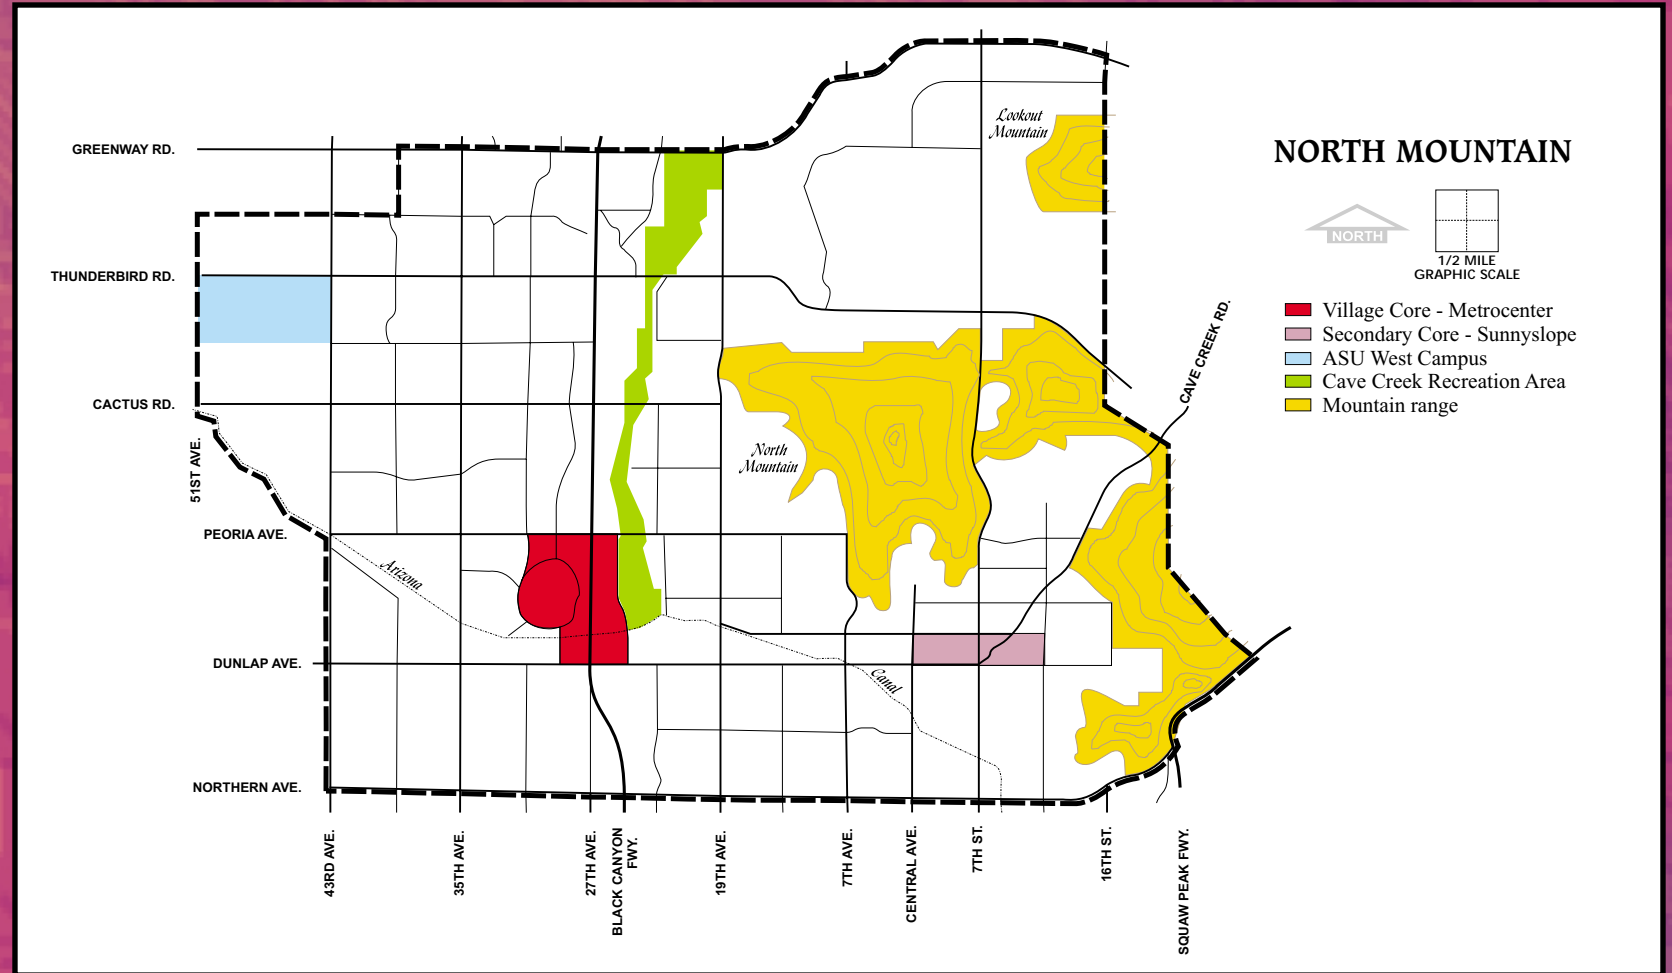 NORTH MOUNTAIN
NORTH
1/2 MILE
GRAPHIC SCALE
Village Core - Metrocenter
Secondary Core - Sunnyslope
ASU West Campus
Cave Creek Recreation Area
Mountain range
Lookout
Mountain
GREENWAY RD.
THUNDERBIRD RD.
CACTUS RD.
CAVE CREEK RD.
51ST AVE.
North
Mountain
PEORIA AVE.
Arizona
DUNLAP AVE.
Canal
NORTHERN AVE.
43RD AVE.
35TH AVE.
27TH AVE.
BLACK CANYON
FWY.
19TH AVE.
7TH AVE.
CENTRAL AVE.
7TH ST.
16TH ST.
SQUAW PEAK FWY.